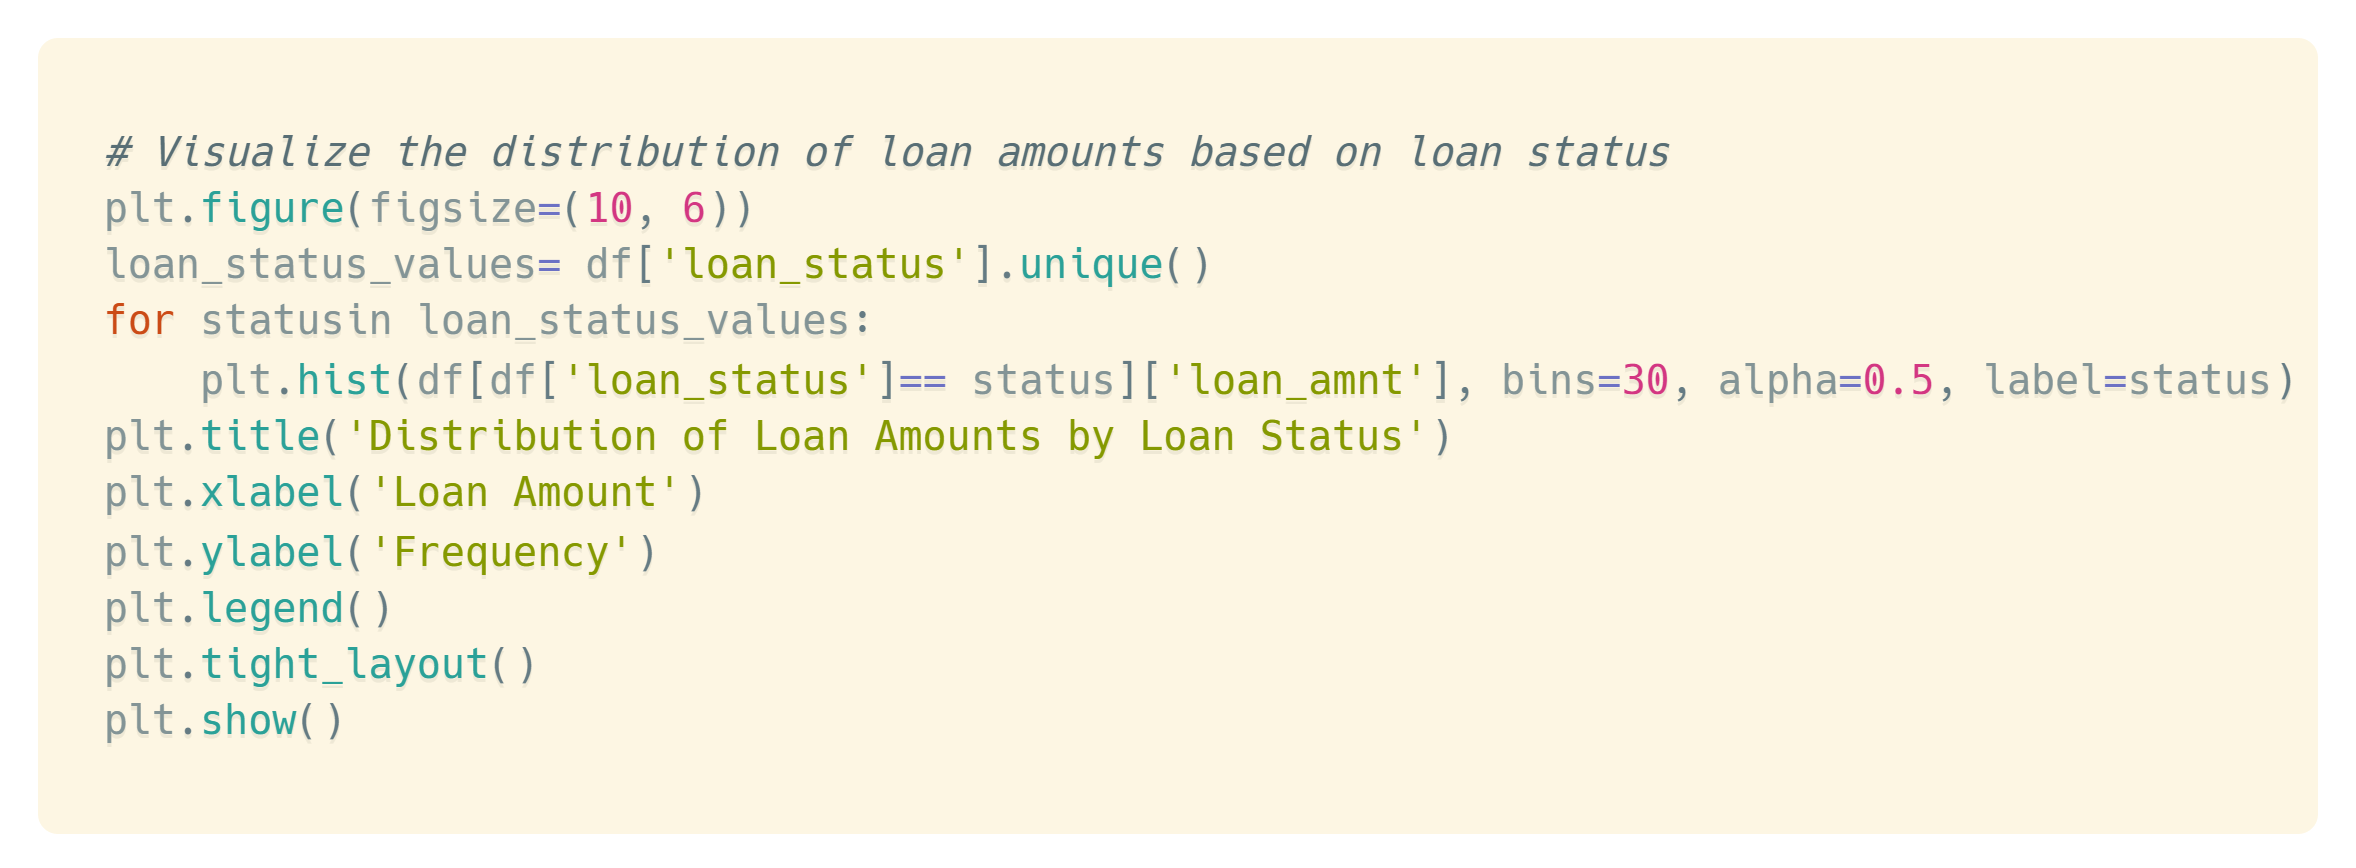 # Visualize the distribution of loan amounts based on loan status
plt.figure(figsize=(10, 6))
loan_status_values= df['loan_status'].unique()
for statusin loan_status_values:
    plt.hist(df[df['loan_status']== status]['loan_amnt'], bins=30, alpha=0.5, label=status)
plt.title('Distribution of Loan Amounts by Loan Status')
plt.xlabel('Loan Amount')
plt.ylabel('Frequency')
plt.legend()
plt.tight_layout()
plt.show()